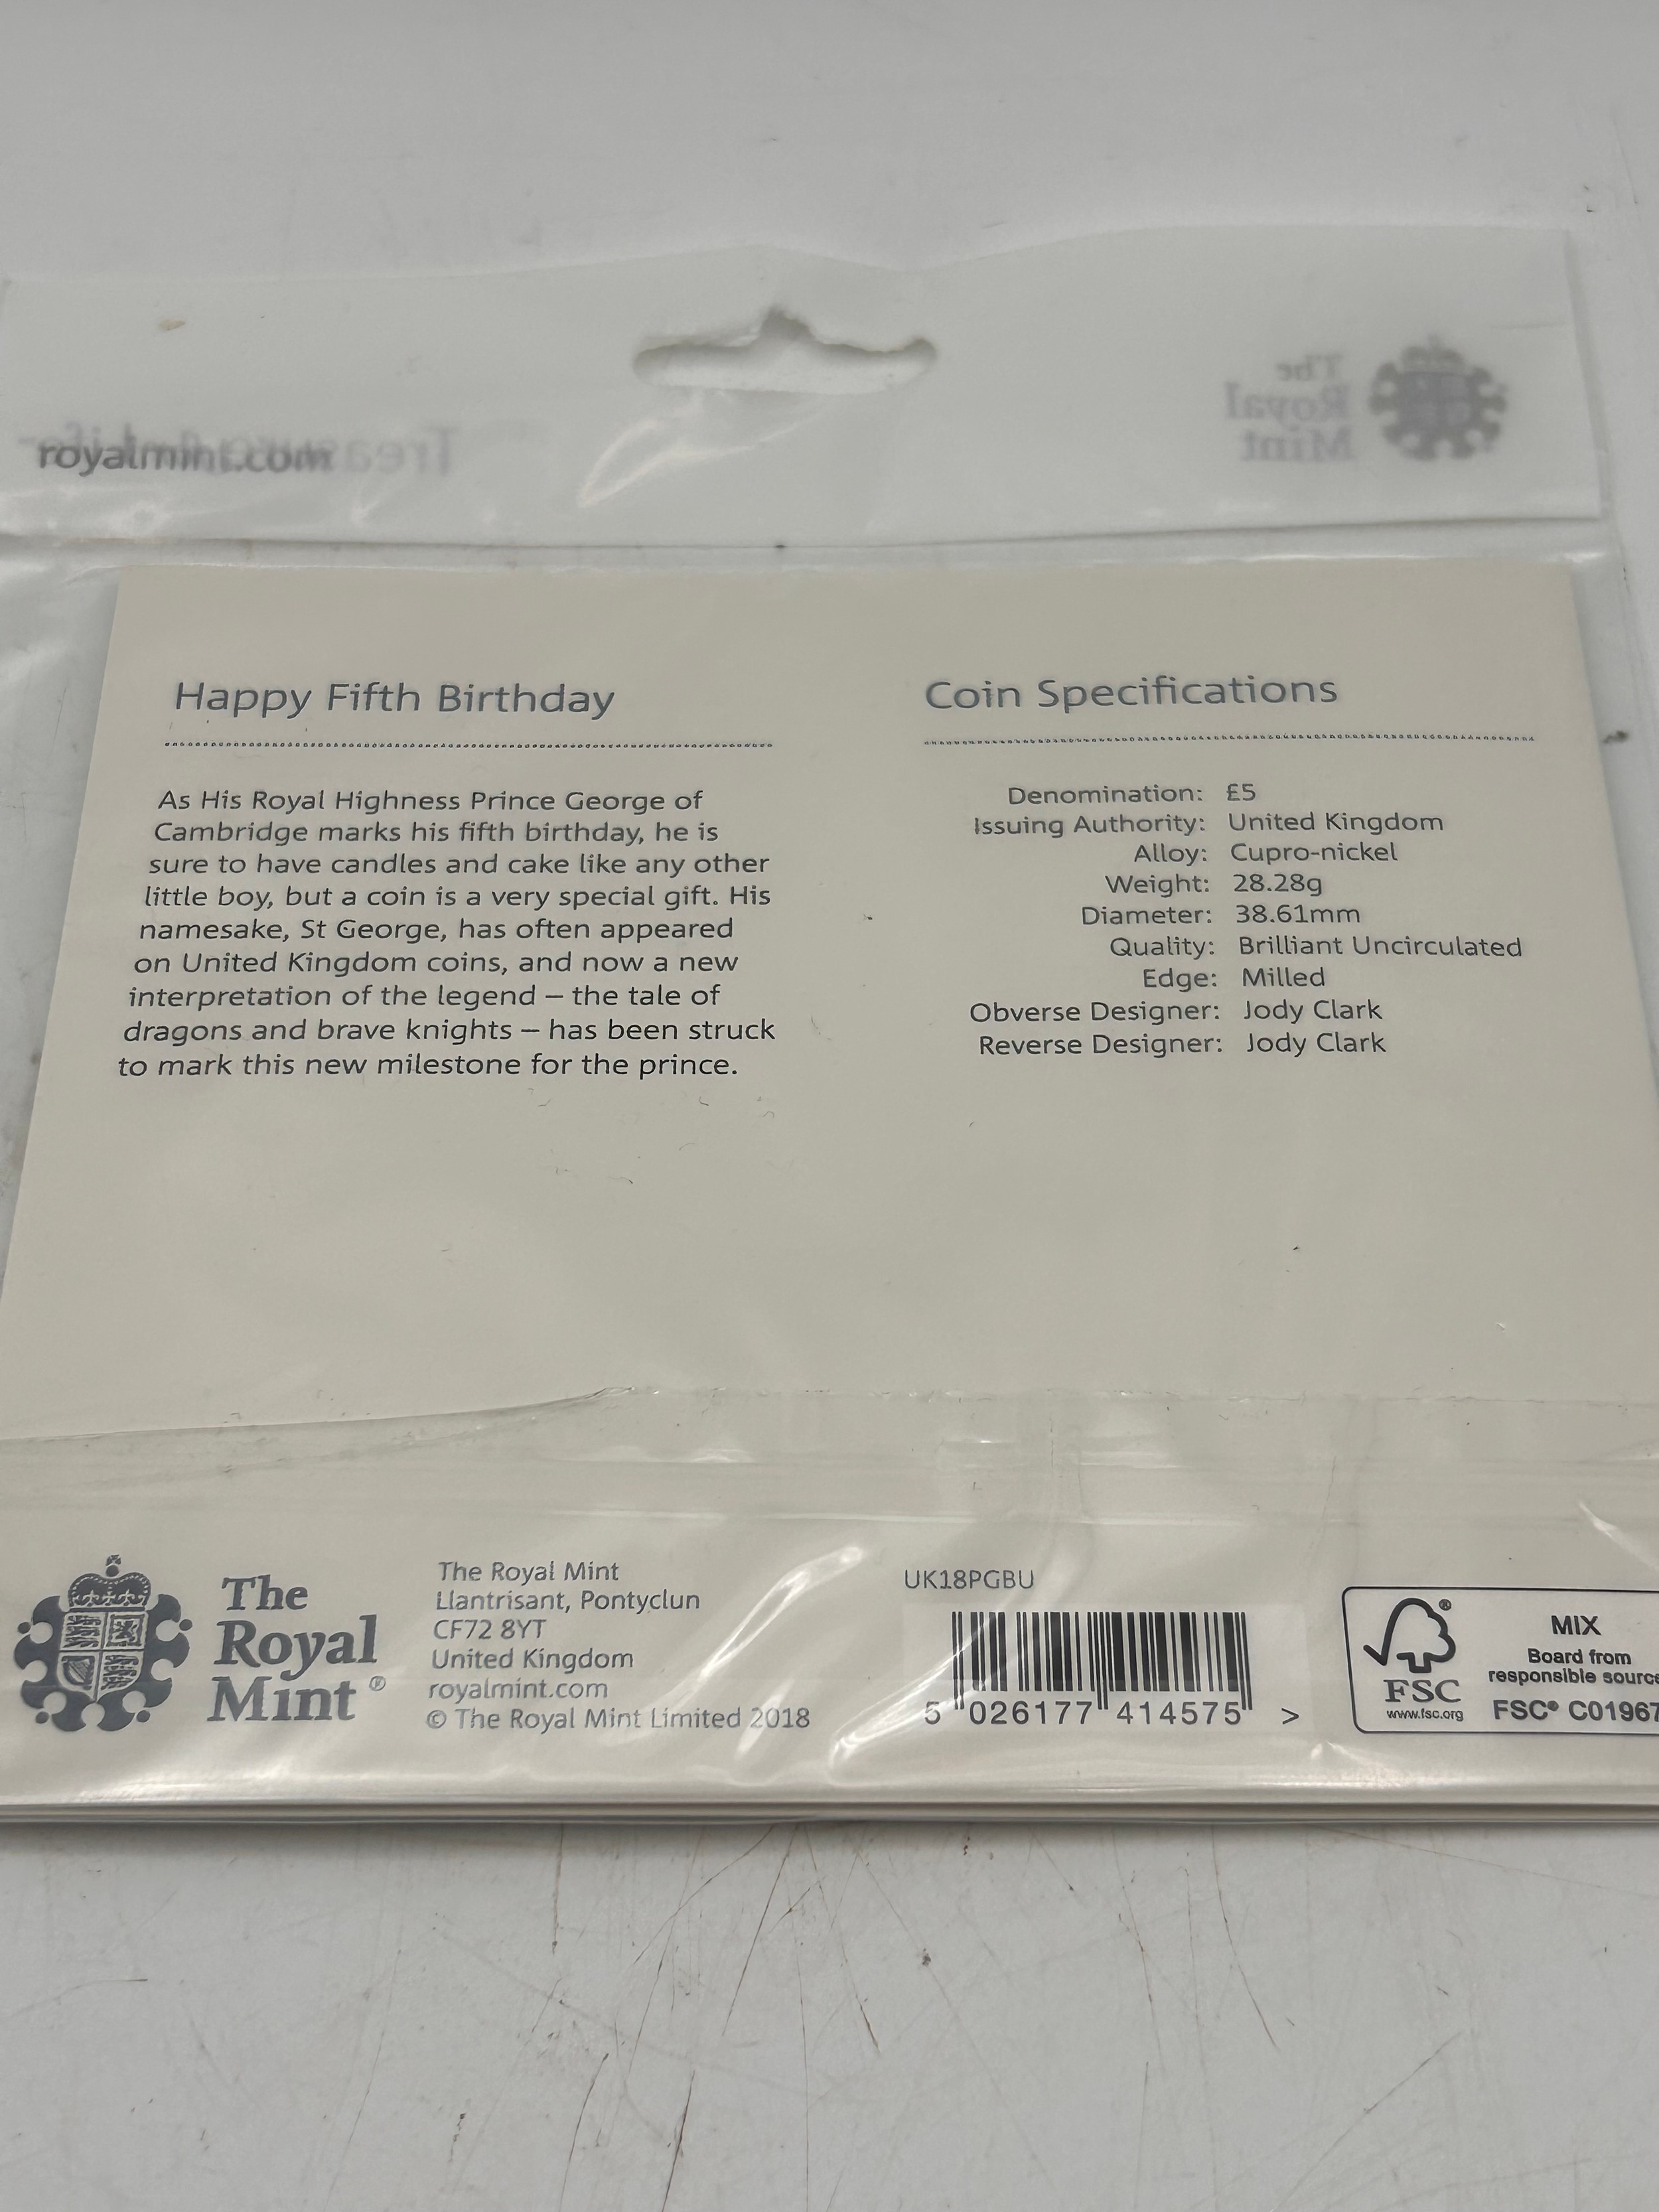 The
Royal
Mint
royalmint.com
Treasure for Life
Happy Fifth Birthday
As His Royal Highness Prince George of
Cambridge marks his fifth birthday, he is
sure to have candles and cake like any other
little boy, but a coin is a very special gift. His
namesake, St George, has often appeared
on United Kingdom coins, and now a new
interpretation of the legend – the tale of
dragons and brave knights – has been struck
to mark this new milestone for the prince.
Coin Specifications
Denomination: £5
Issuing Authority: United Kingdom
Alloy: Cupro-nickel
Weight: 28.28g
Diameter: 38.61mm
Quality: Brilliant Uncirculated
Edge: Milled
Obverse Designer: Jody Clark
Reverse Designer: Jody Clark
The
Royal
Mint®
The Royal Mint
Llantrisant, Pontyclun
CF72 8YT
United Kingdom
royalmint.com
© The Royal Mint Limited 2018
UK18PGBU
5 026177 414575 >
FSC
www.fsc.org
MIX
Board from
responsible source
FSC® C01967